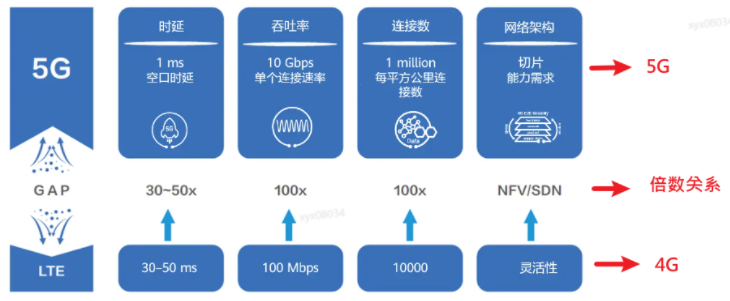 时延
吞吐率
连接数
网络架构
5G
1 ms
空口时延
10 Gbps
单个连接速率
1 million
每平方公里连
接数
切片
能力需求
5G
5G
Data
GAP
30~50x
100x
100x
NFV/SDN
倍数关系
LTE
30–50 ms
100 Mbps
10000
灵活性
4G
syx08034